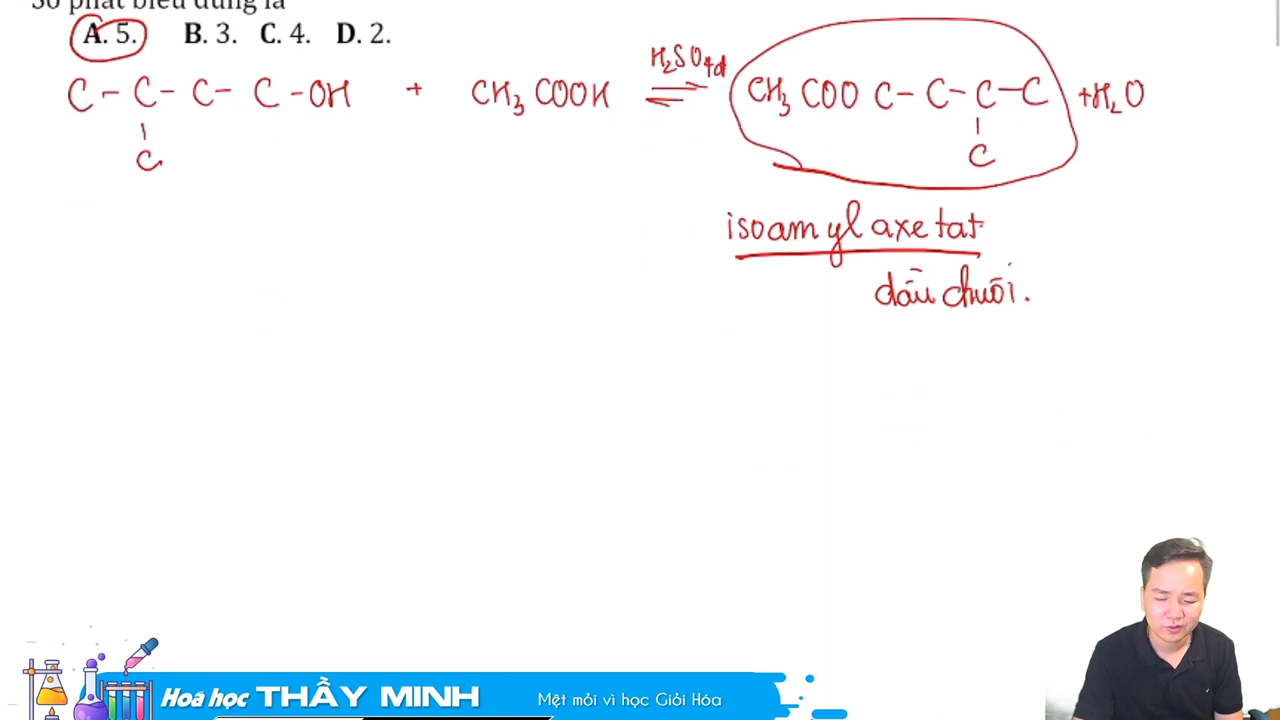 Số phát biểu đúng là
A. 5. B. 3. C. 4. D. 2.
C - C - C - C - OH + CH3COOH ⇌ H2SO4đ CH3COO C - C - C - C + H2O
C C
isoamyl axetat
dầu chuối.
Hoá học THẦY MINH Mệt mỏi vì học Giỏi Hóa